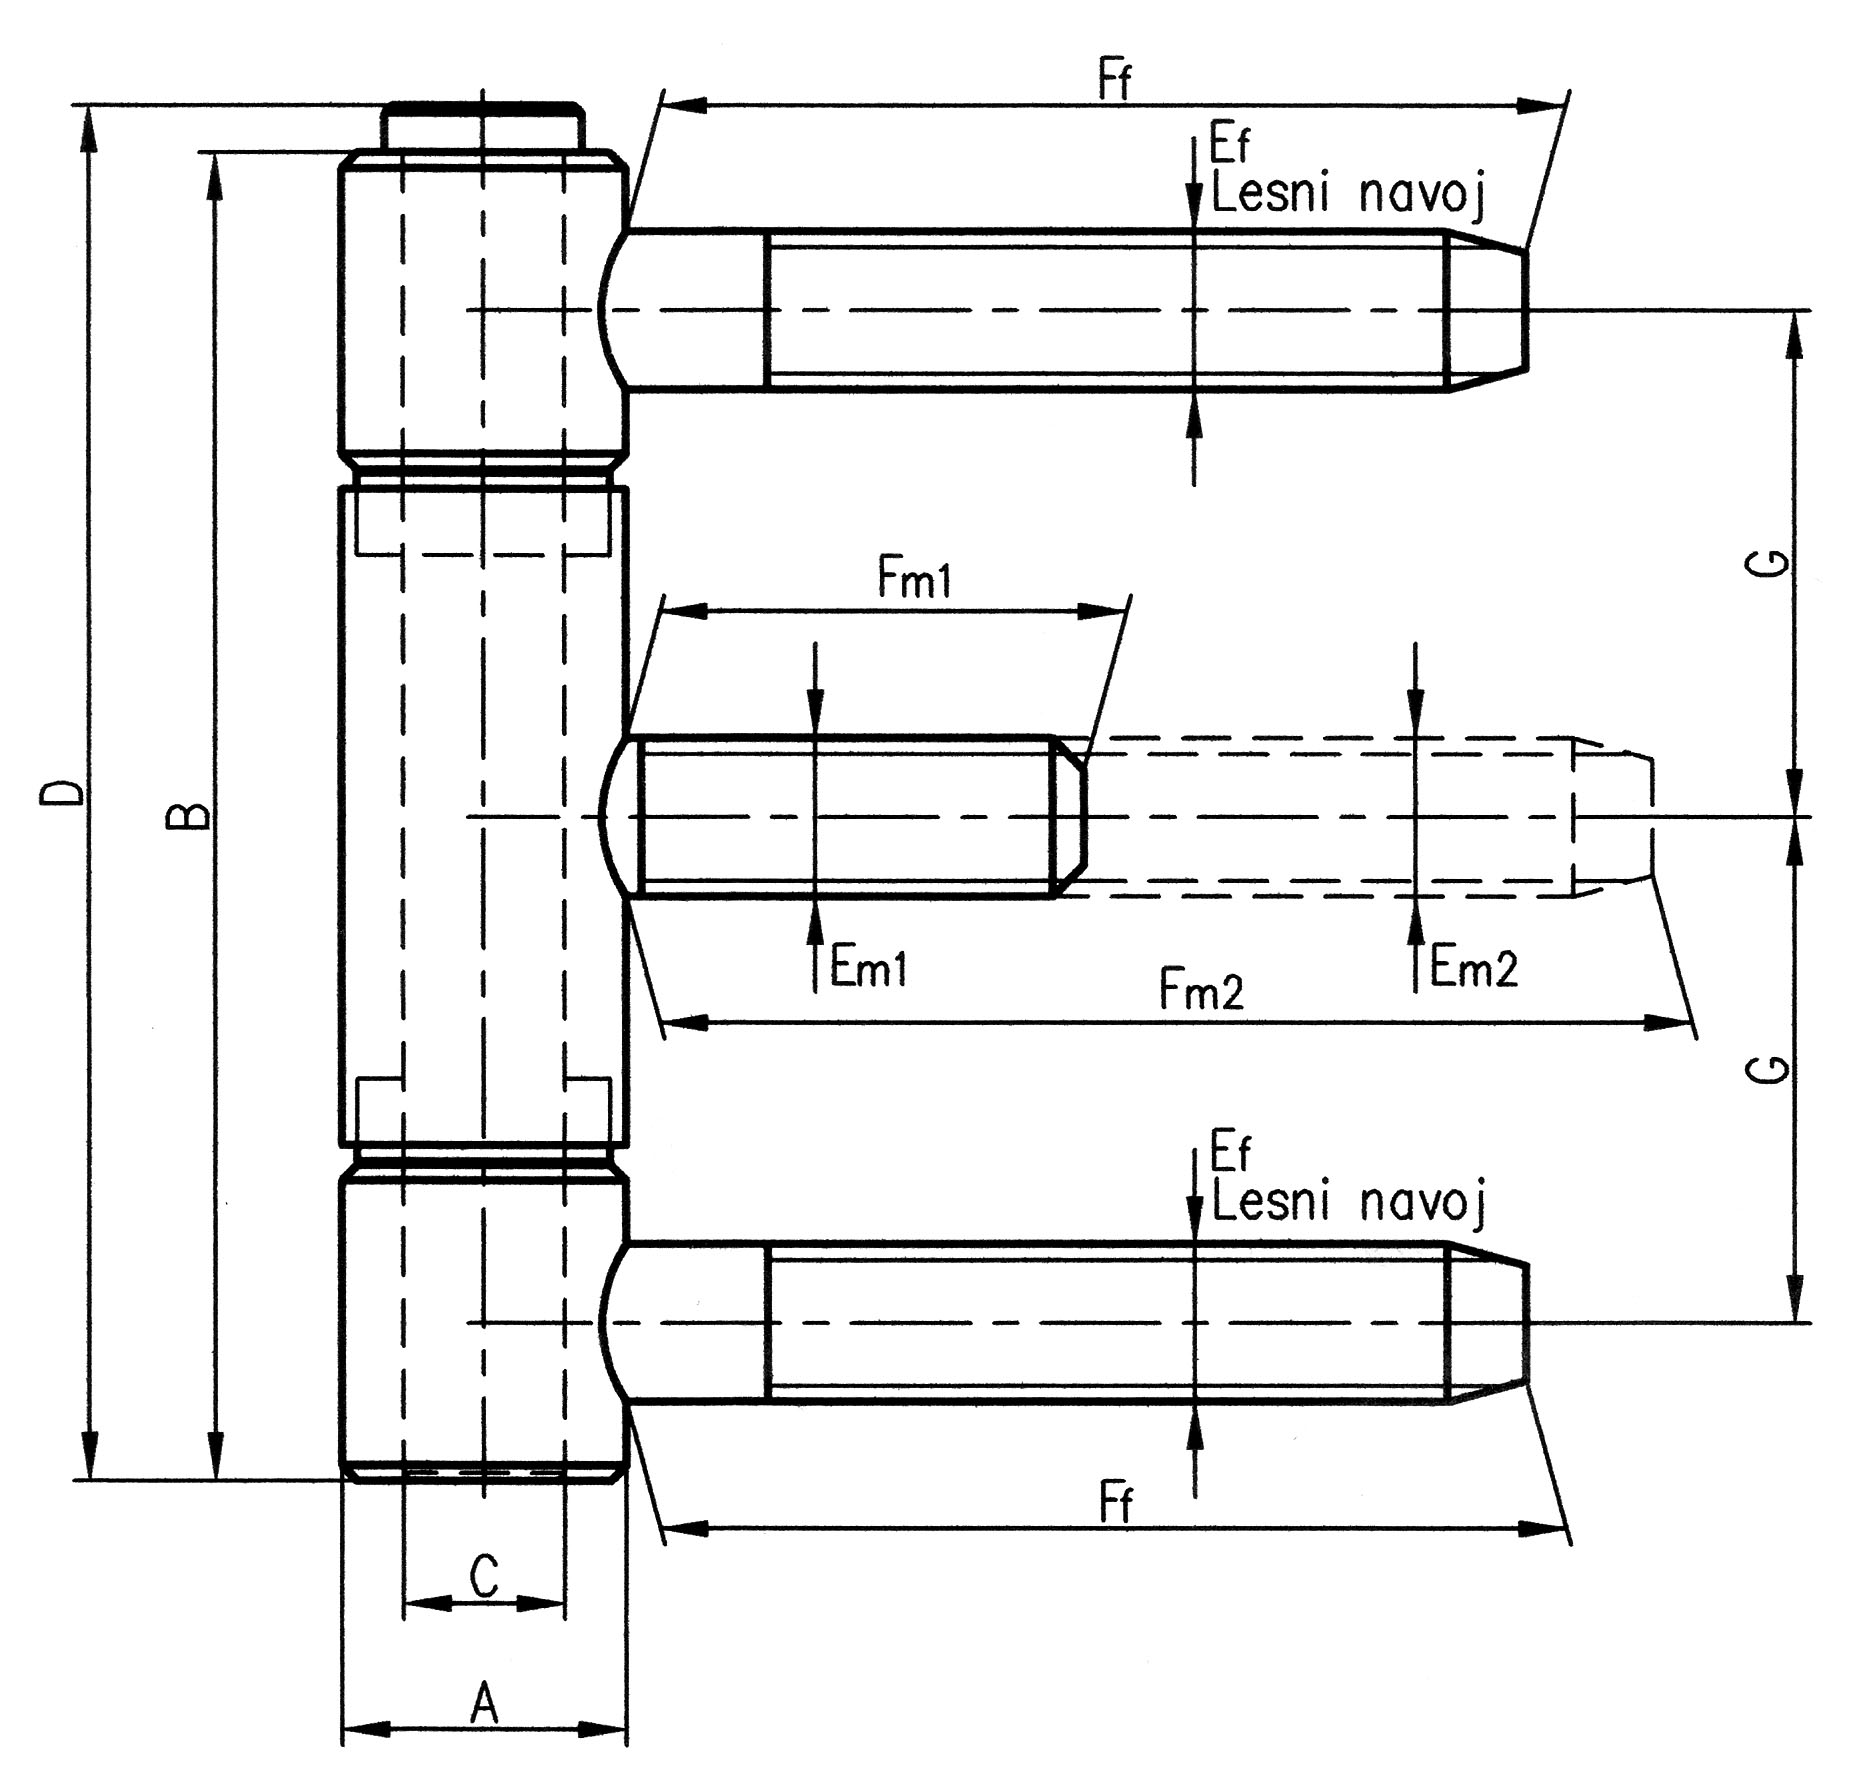 Ff
Ef
Lesni navoj
G
Fm1
D
B
Em1
Em2
Fm2
G
Ef
Lesni navoj
Ff
C
A